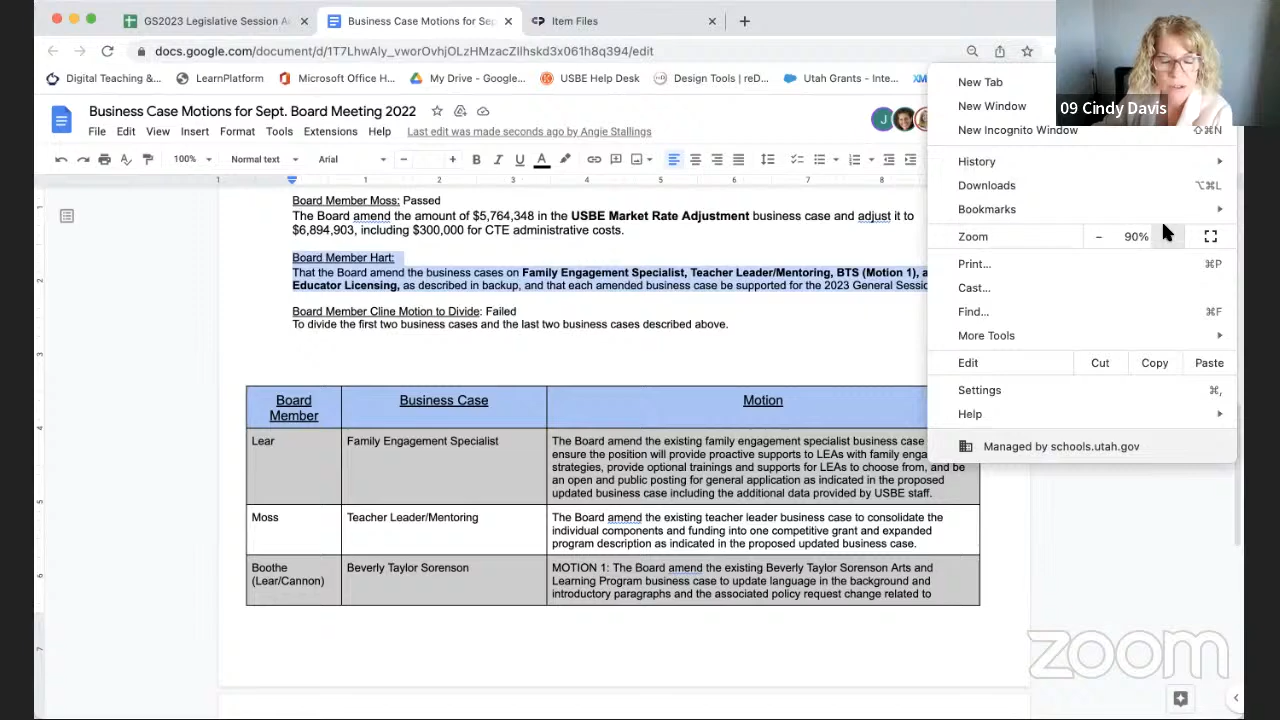 GS2023 Legislative Session A
Business Case Motions for Sep
Item Files
docs.google.com/document/d/
/edit
Digital Teaching &...
LearnPlatform
Microsoft Office H...
My Drive - Google...
USBE Help Desk
Design Tools | reD...
Utah Grants - Inte...
XM
Business Case Motions for Sept. Board Meeting 2022
File Edit View Insert Format Tools Extensions Help Last edit was made seconds ago by Angie Stallings
100% Normal text Arial
1 1 2 3 4 5 6 7 8
Board Member Moss: Passed
The Board amend the amount of $5,764,348 in the USBE Market Rate Adjustment business case and adjust it to
$6,894,903, including $300,000 for CTE administrative costs.
Board Member Hart:
That the Board amend the business cases on Family Engagement Specialist, Teacher Leader/Mentoring, BTS (Motion 1), a
Educator Licensing, as described in backup, and that each amended business case be supported for the 2023 General Sessio
Board Member Cline Motion to Divide: Failed
To divide the first two business cases and the last two business cases described above.
Board
Member
Business Case
Motion
Lear
Family Engagement Specialist
The Board amend the existing family engagement specialist business case
ensure the position will provide proactive supports to LEAs with family enga
strategies, provide optional trainings and supports for LEAs to choose from, and be
an open and public posting for general application as indicated in the proposed
updated business case including the additional data provided by USBE staff.
Moss
Teacher Leader/Mentoring
The Board amend the existing teacher leader business case to consolidate the
individual components and funding into one competitive grant and expanded
program description as indicated in the proposed updated business case.
Boothe
(Lear/Cannon)
Beverly Taylor Sorenson
MOTION 1: The Board amend the existing Beverly Taylor Sorenson Arts and
Learning Program business case to update language in the background and
introductory paragraphs and the associated policy request change related to
New Tab
New Window
New Incognito Window ⇧⌘N
History
Downloads ⌥⌘L
Bookmarks
Zoom - 90%
Print... ⌘P
Cast...
Find... ⌘F
More Tools
Edit Cut Copy Paste
Settings ⌘,
Help
Managed by schools.utah.gov
09 Cindy Davis
zoom